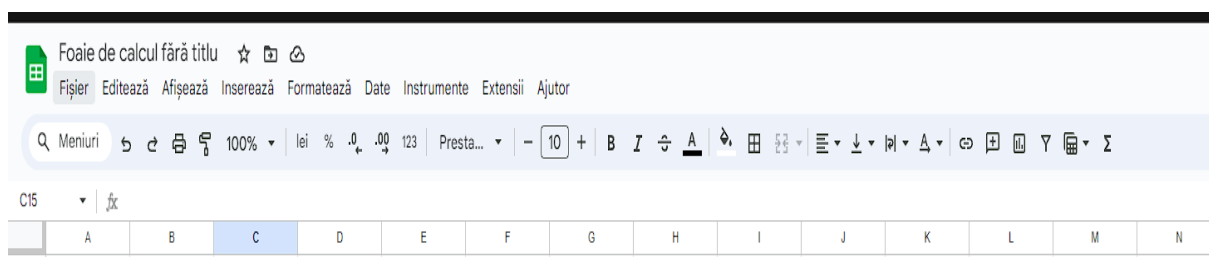 Foaie de calcul fără titlu
Fișier Editează Afișează Inserează Formatează Date Instrumente Extensii Ajutor
Meniuri 100% lei % .0 .00 123 Presta... - 10 + B I A A Σ
C15 fx
A B C D E F G H I J K L M N